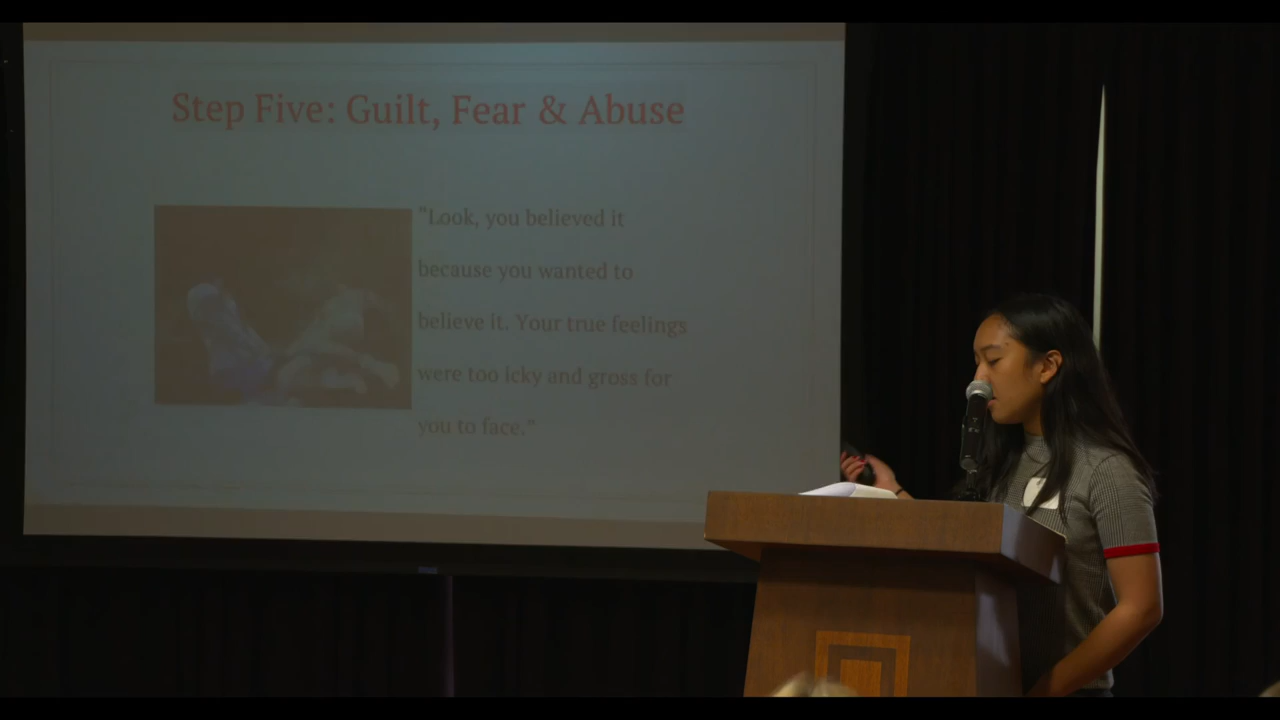 Step Five: Guilt, Fear & Abuse
"Look, you believed it
because you wanted to
believe it. Your true feelings
were too icky and gross for
you to face."